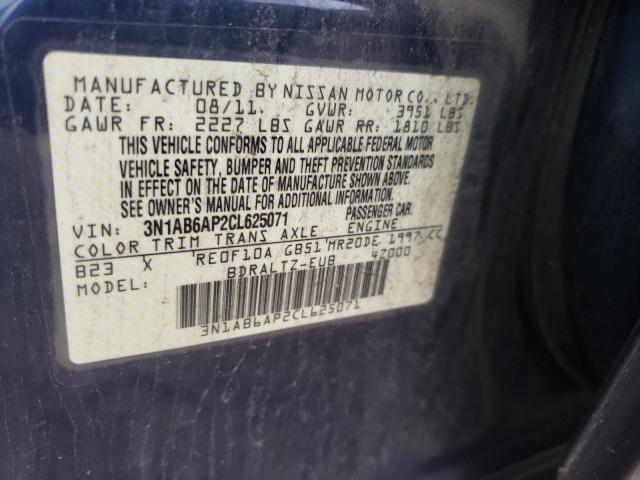 MANUFACTURED BY NISSAN MOTOR CO., LTD.
DATE: 08/11. GVWR: 3951 LBS
GAWR FR: 2227 LBS GAWR RR: 1810 LBS
THIS VEHICLE CONFORMS TO ALL APPLICABLE FEDERAL MOTOR
VEHICLE SAFETY, BUMPER AND THEFT PREVENTION STANDARDS
IN EFFECT ON THE DATE OF MANUFACTURE SHOWN ABOVE.
SEE OWNER'S MANUAL FOR ADDITIONAL INFORMATION.
VIN: 3N1AB6AP2CL625071 PASSENGER CAR.
COLOR TRIM TRANS AXLE ENGINE
B23 X RE0F10A GB51 MR20DE 1997/CC
MODEL: BDRALTZ-EUB 42000
3N1AB6AP2CL625071